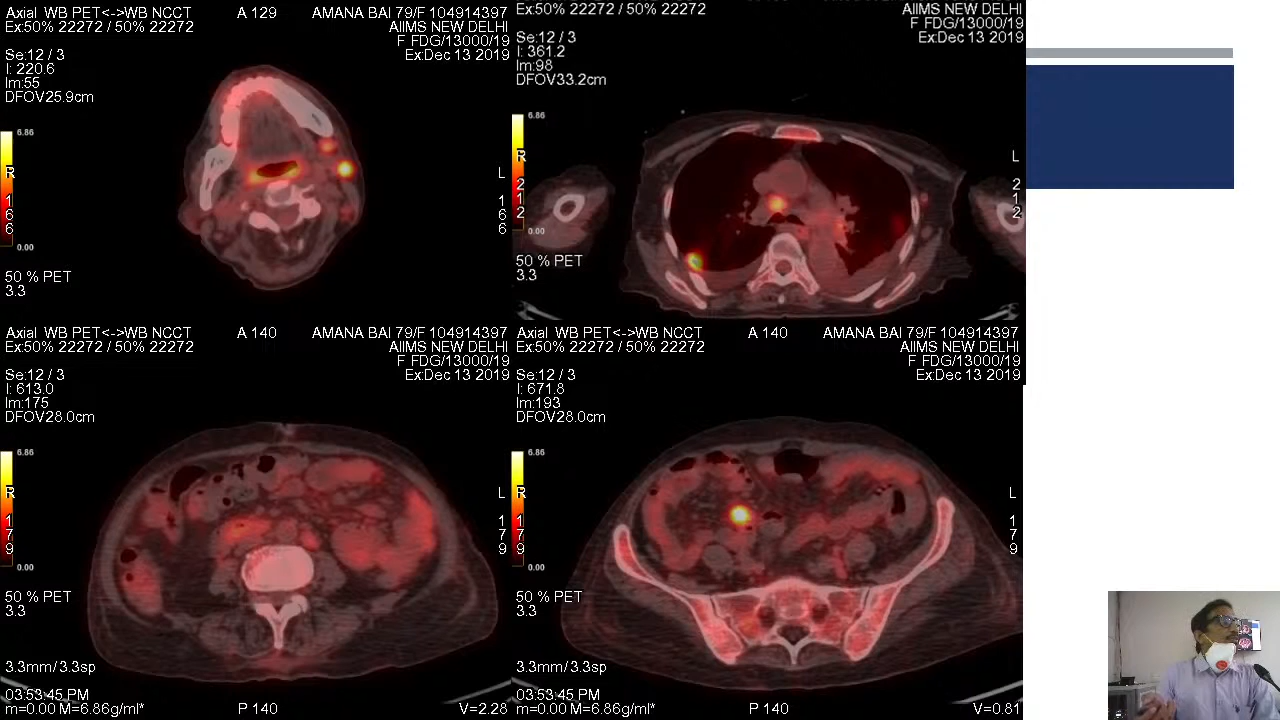 Axial WB PET<->WB NCCT A 129 AMANA BAI 79/F 104914397
Ex:50% 22272 / 50% 22272 AIIMS NEW DELHI
F FDG/13000/19
Ex:Dec 13 2019
Se:12 / 3
I: 220.6
Im:55
DFOV25.9cm
6.86
R
1
6
6
L
1
6
6
0.00
50 % PET
3.3
Ex:50% 22272 / 50% 22272 AIIMS NEW DELHI
F FDG/13000/19
Ex:Dec 13 2019
Se:12 / 3
I: 361.2
Im:98
DFOV33.2cm
6.86
R
2
1
2
L
2
1
2
0.00
50 % PET
3.3
Axial WB PET<->WB NCCT A 140 AMANA BAI 79/F 104914397
Ex:50% 22272 / 50% 22272 AIIMS NEW DELHI
F FDG/13000/19
Ex:Dec 13 2019
Se:12 / 3
I: 613.0
Im:175
DFOV28.0cm
6.86
R
1
7
9
L
1
7
9
0.00
50 % PET
3.3
3.3mm/3.3sp
03:53:45 PM
m=0.00 M=6.86g/ml* P 140 V=2.28
Axial WB PET<->WB NCCT A 140 AMANA BAI 79/F 104914397
Ex:50% 22272 / 50% 22272 AIIMS NEW DELHI
F FDG/13000/19
Ex:Dec 13 2019
Se:12 / 3
I: 671.8
Im:193
DFOV28.0cm
6.86
R
1
7
9
L
1
7
9
0.00
50 % PET
3.3
3.3mm/3.3sp
03:53:45 PM
m=0.00 M=6.86g/ml* P 140 V=0.81